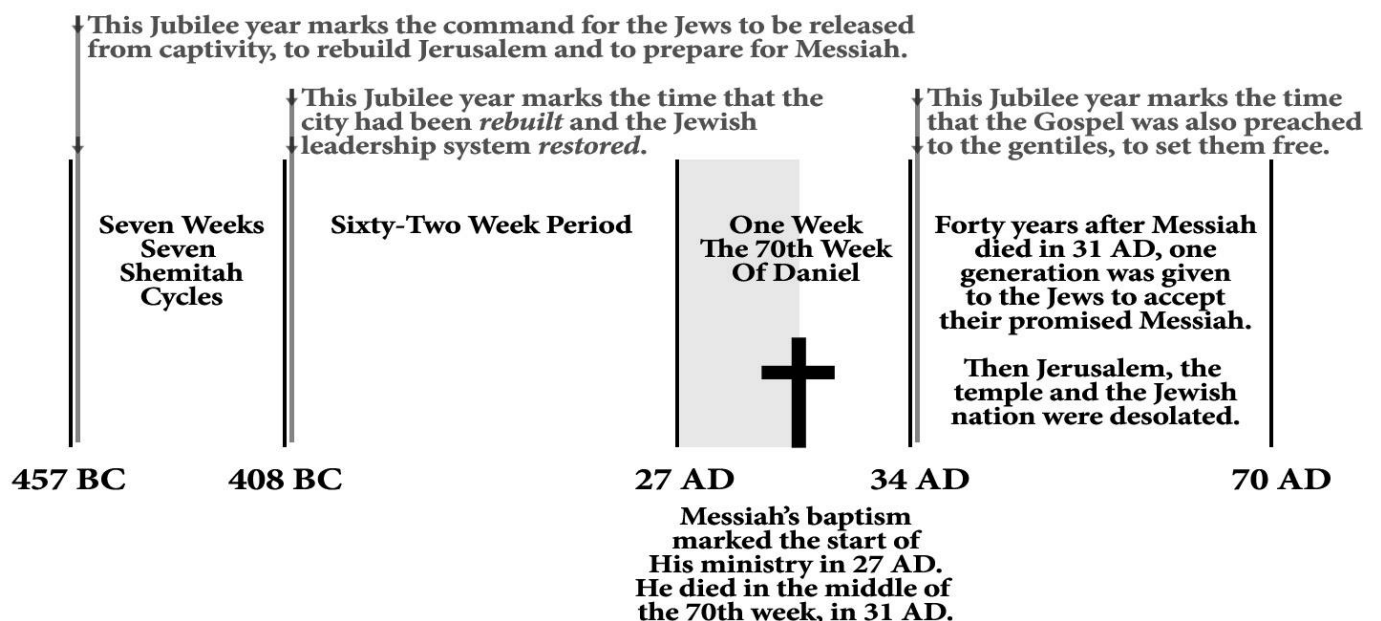 This Jubilee year marks the command for the Jews to be released
from captivity, to rebuild Jerusalem and to prepare for Messiah.
This Jubilee year marks the time that the
city had been rebuilt and the Jewish
leadership system restored.
This Jubilee year marks the time
that the Gospel was also preached
to the gentiles, to set them free.
Seven Weeks
Seven
Shemitah
Cycles
Sixty-Two Week Period
One Week
The 70th Week
Of Daniel
Forty years after Messiah
died in 31 AD, one
generation was given
to the Jews to accept
their promised Messiah.
Then Jerusalem, the
temple and the Jewish
nation were desolated.
457 BC
408 BC
27 AD
34 AD
70 AD
Messiah's baptism
marked the start of
His ministry in 27 AD.
He died in the middle of
the 70th week, in 31 AD.